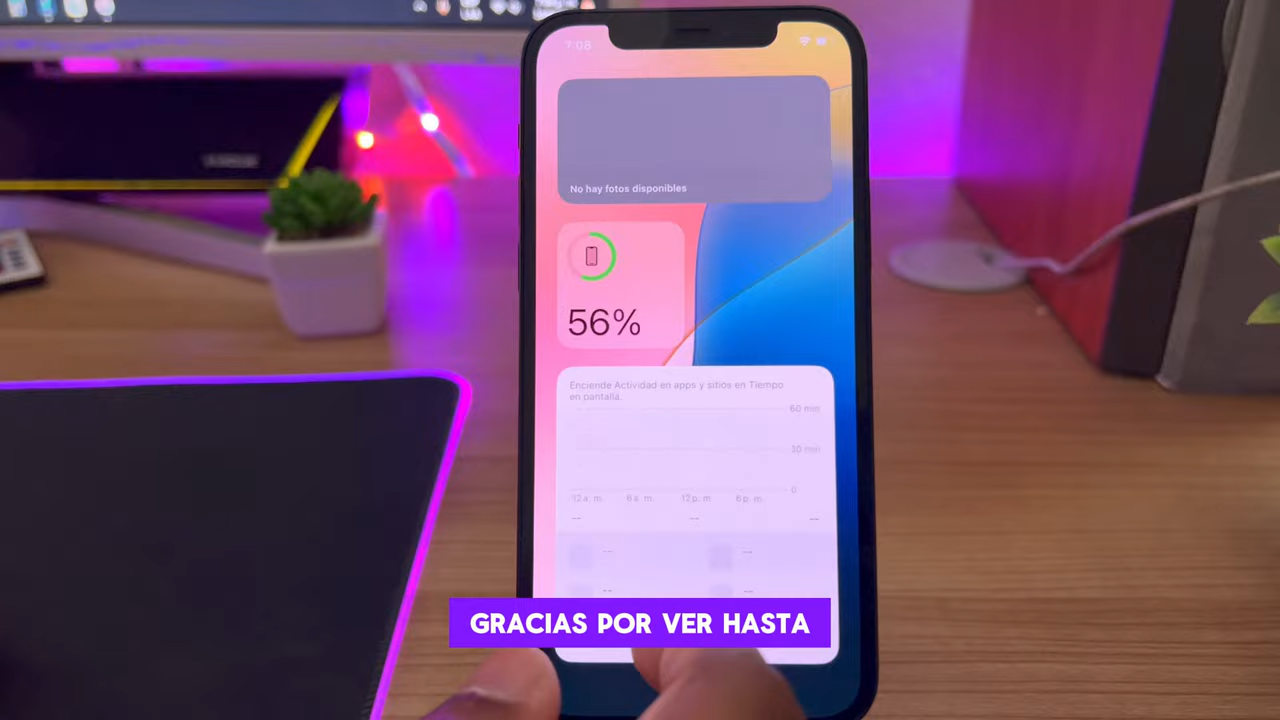 7:08
No hay fotos disponibles
56%
Enciende Actividad en apps y sitios en Tiempo
en pantalla.
60 min
30 min
0
12 a. m. 6 a. m. 12 p. m 6 p. m.
-- -- --
-- --
-- --
GRACIAS POR VER HASTA